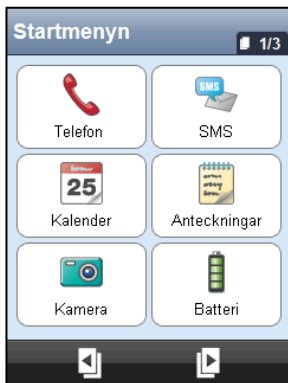 Startmenyn
1/3
Telefon
SMS
SMS
25
Kalender
Anteckningar
Kamera
Batteri